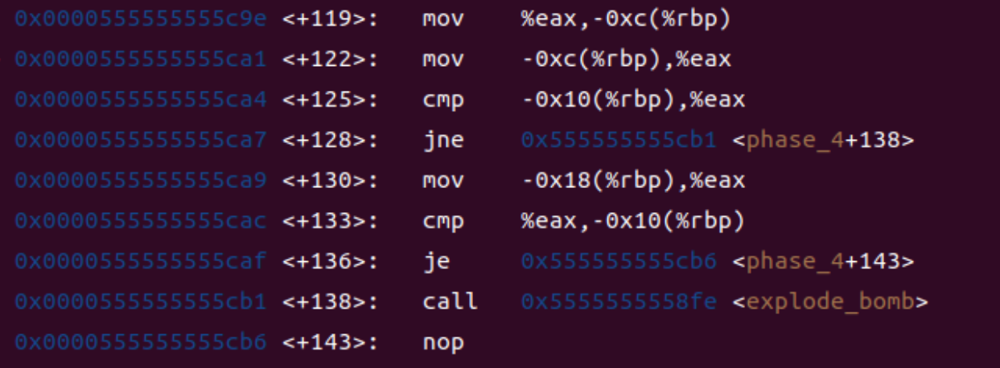 0x0000555555555c9e <+119>: mov %eax,-0xc(%rbp)
0x0000555555555ca1 <+122>: mov -0xc(%rbp),%eax
0x0000555555555ca4 <+125>: cmp -0x10(%rbp),%eax
0x0000555555555ca7 <+128>: jne 0x555555555cb1 <phase_4+138>
0x0000555555555ca9 <+130>: mov -0x18(%rbp),%eax
0x0000555555555cac <+133>: cmp %eax,-0x10(%rbp)
0x0000555555555caf <+136>: je 0x555555555cb6 <phase_4+143>
0x0000555555555cb1 <+138>: call 0x5555555558fe <explode_bomb>
0x0000555555555cb6 <+143>: nop